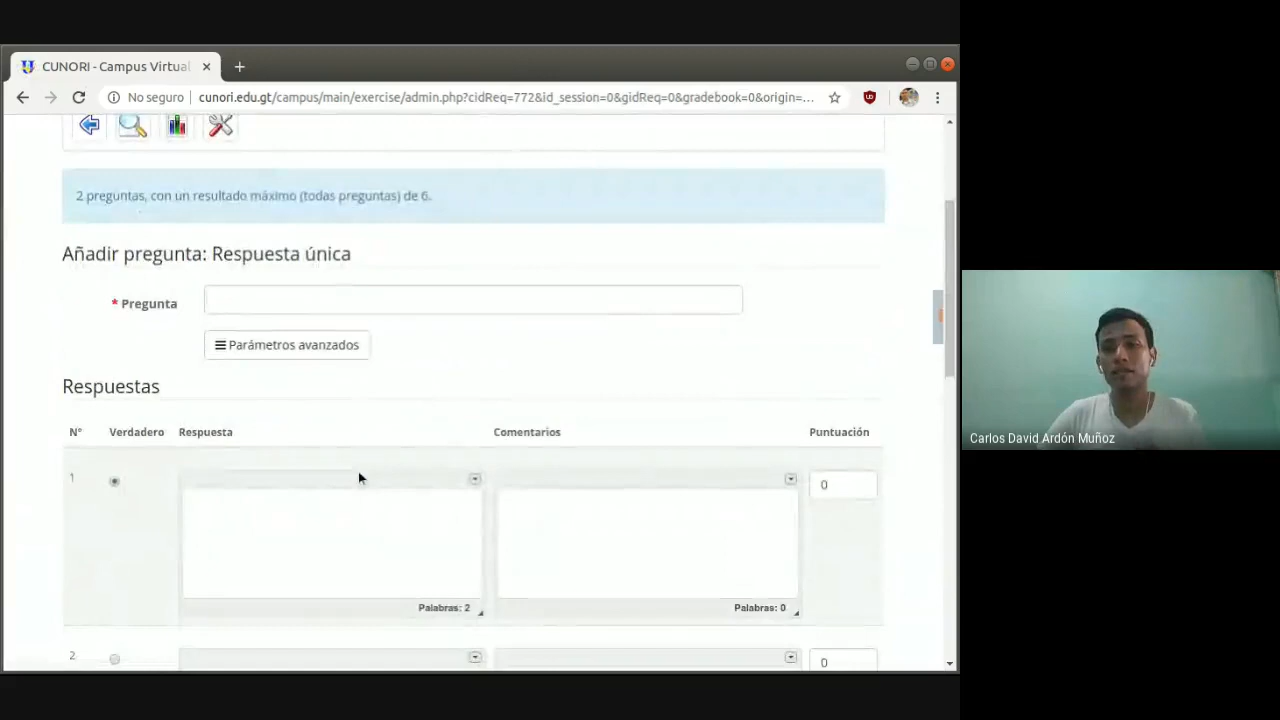 CUNORI - Campus Virtual
No seguro
cunori.edu.gt/campus/main/exercise/admin.php?cidReq=772&id_session=0&gidReq=0&gradebook=0&origin=...
2 preguntas, con un resultado máximo (todas preguntas) de 6.
Añadir pregunta: Respuesta única
* Pregunta
Parámetros avanzados
Respuestas
N° Verdadero Respuesta Comentarios Puntuación
1 0
Palabras: 2 Palabras: 0
2 0
Carlos David Ardón Muñoz